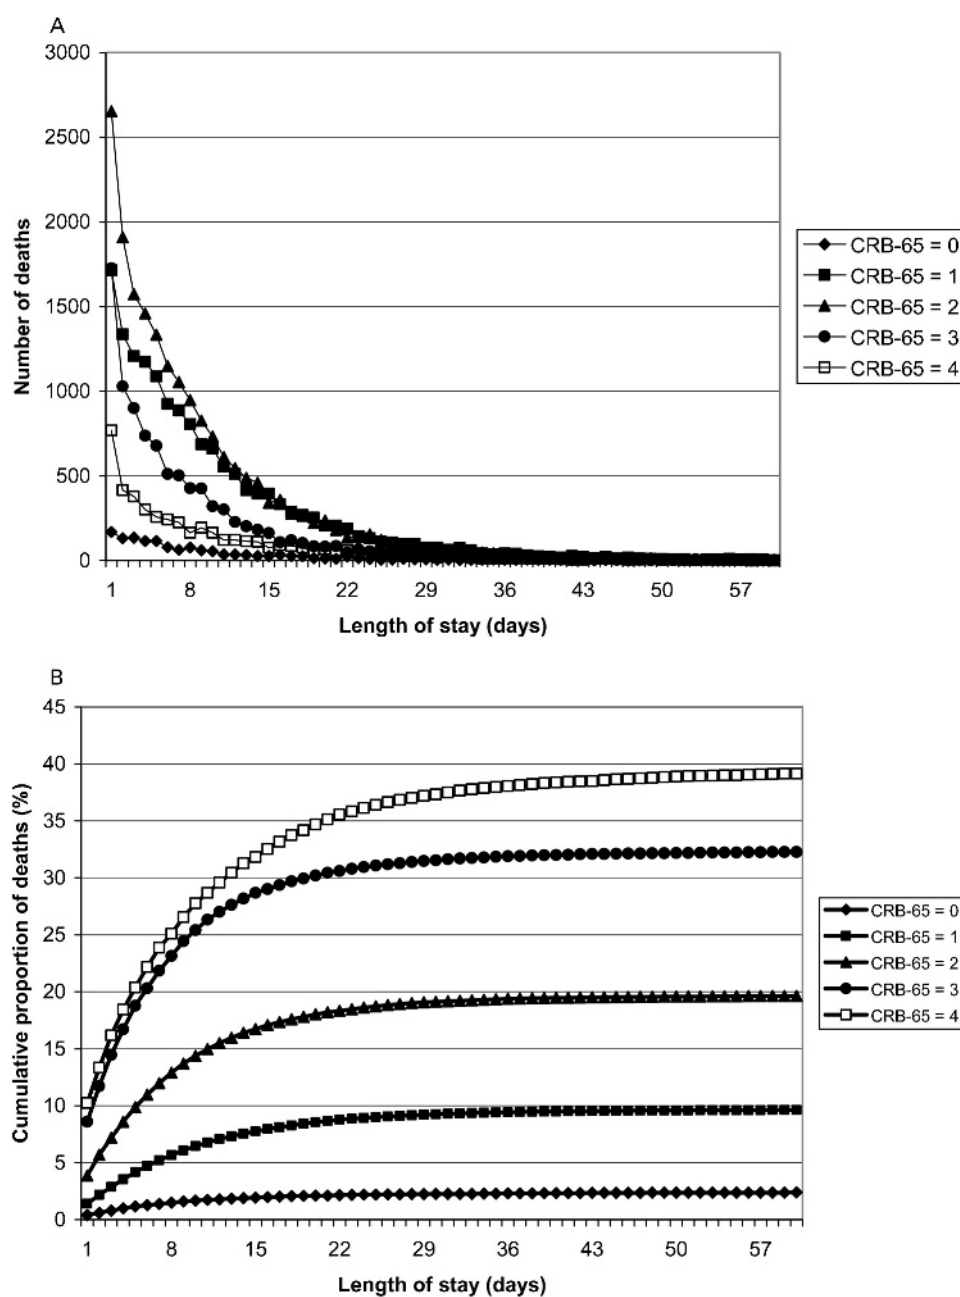 A
3000
2500
2000
1500
1000
500
0
Number of deaths
1 8 15 22 29 36 43 50 57
Length of stay (days)
CRB-65 = 0
CRB-65 = 1
CRB-65 = 2
CRB-65 = 3
CRB-65 = 4
B
45
40
35
30
25
20
15
10
5
0
Cumulative proportion of deaths (%)
1 8 15 22 29 36 43 50 57
Length of stay (days)
CRB-65 = 0
CRB-65 = 1
CRB-65 = 2
CRB-65 = 3
CRB-65 = 4